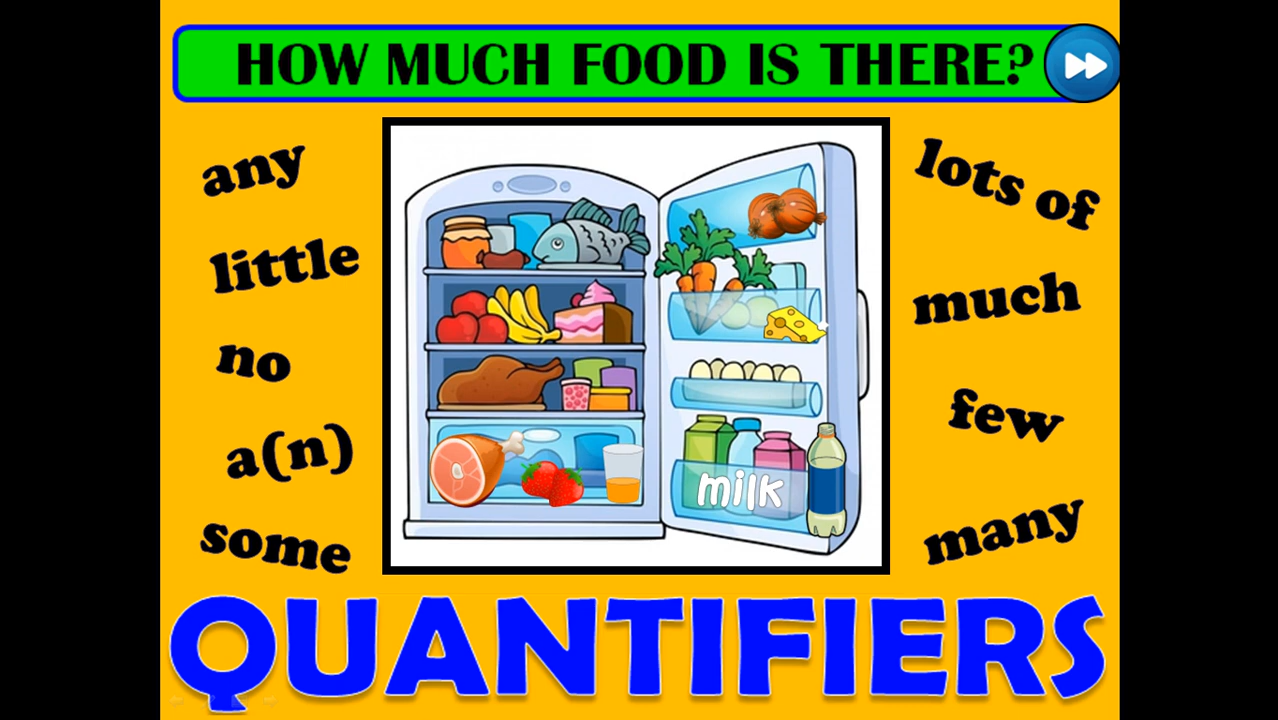 HOW MUCH FOOD IS THERE?
any
little
no
a(n)
some
lots of
much
few
many
milk
QUANTIFIERS